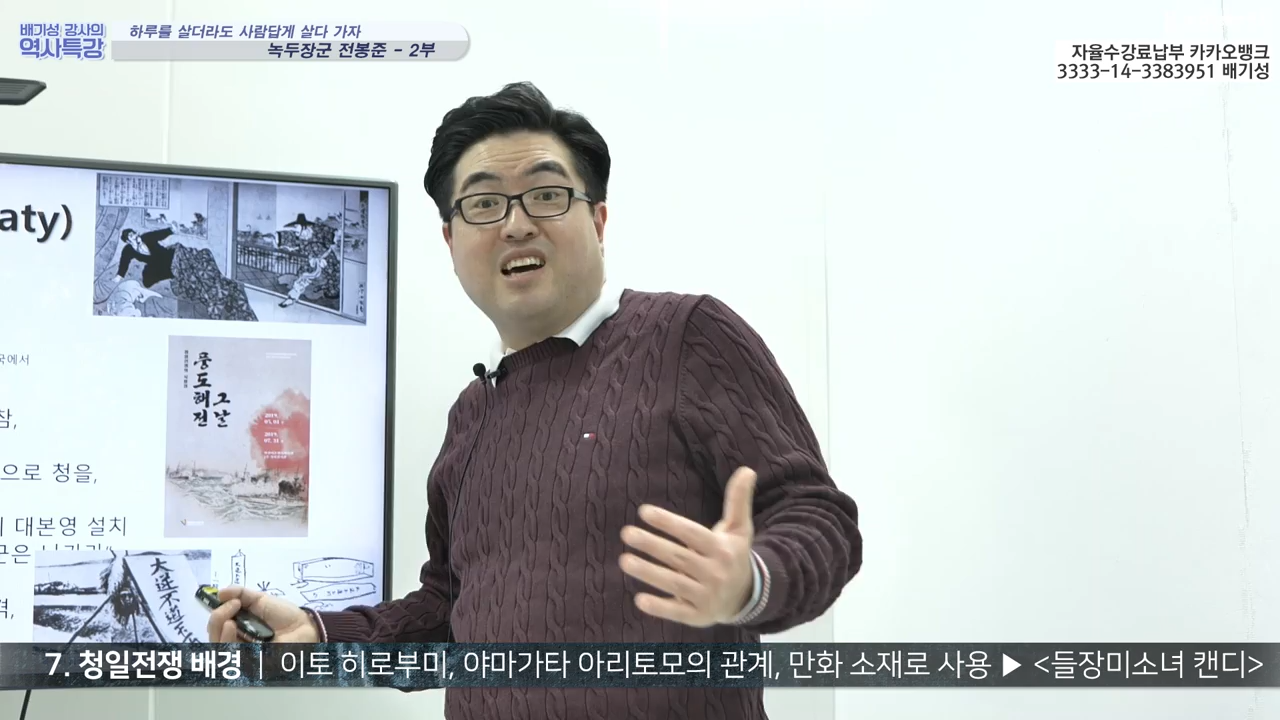 배기성 강사의
역사특강
하루를 살더라도 사람답게 살다 가자
녹두장군 전봉준 - 2부
자율수강료납부 카카오뱅크
3333-14-3383951 배기성
aty)
국에서
참,
으로 청을,
대본영 설치
격,
풍도해전
그날
7. 청일전쟁 배경 | 이토 히로부미, 야마가타 아리토모의 관계, 만화 소재로 사용 ▶ <들장미소녀 캔디>